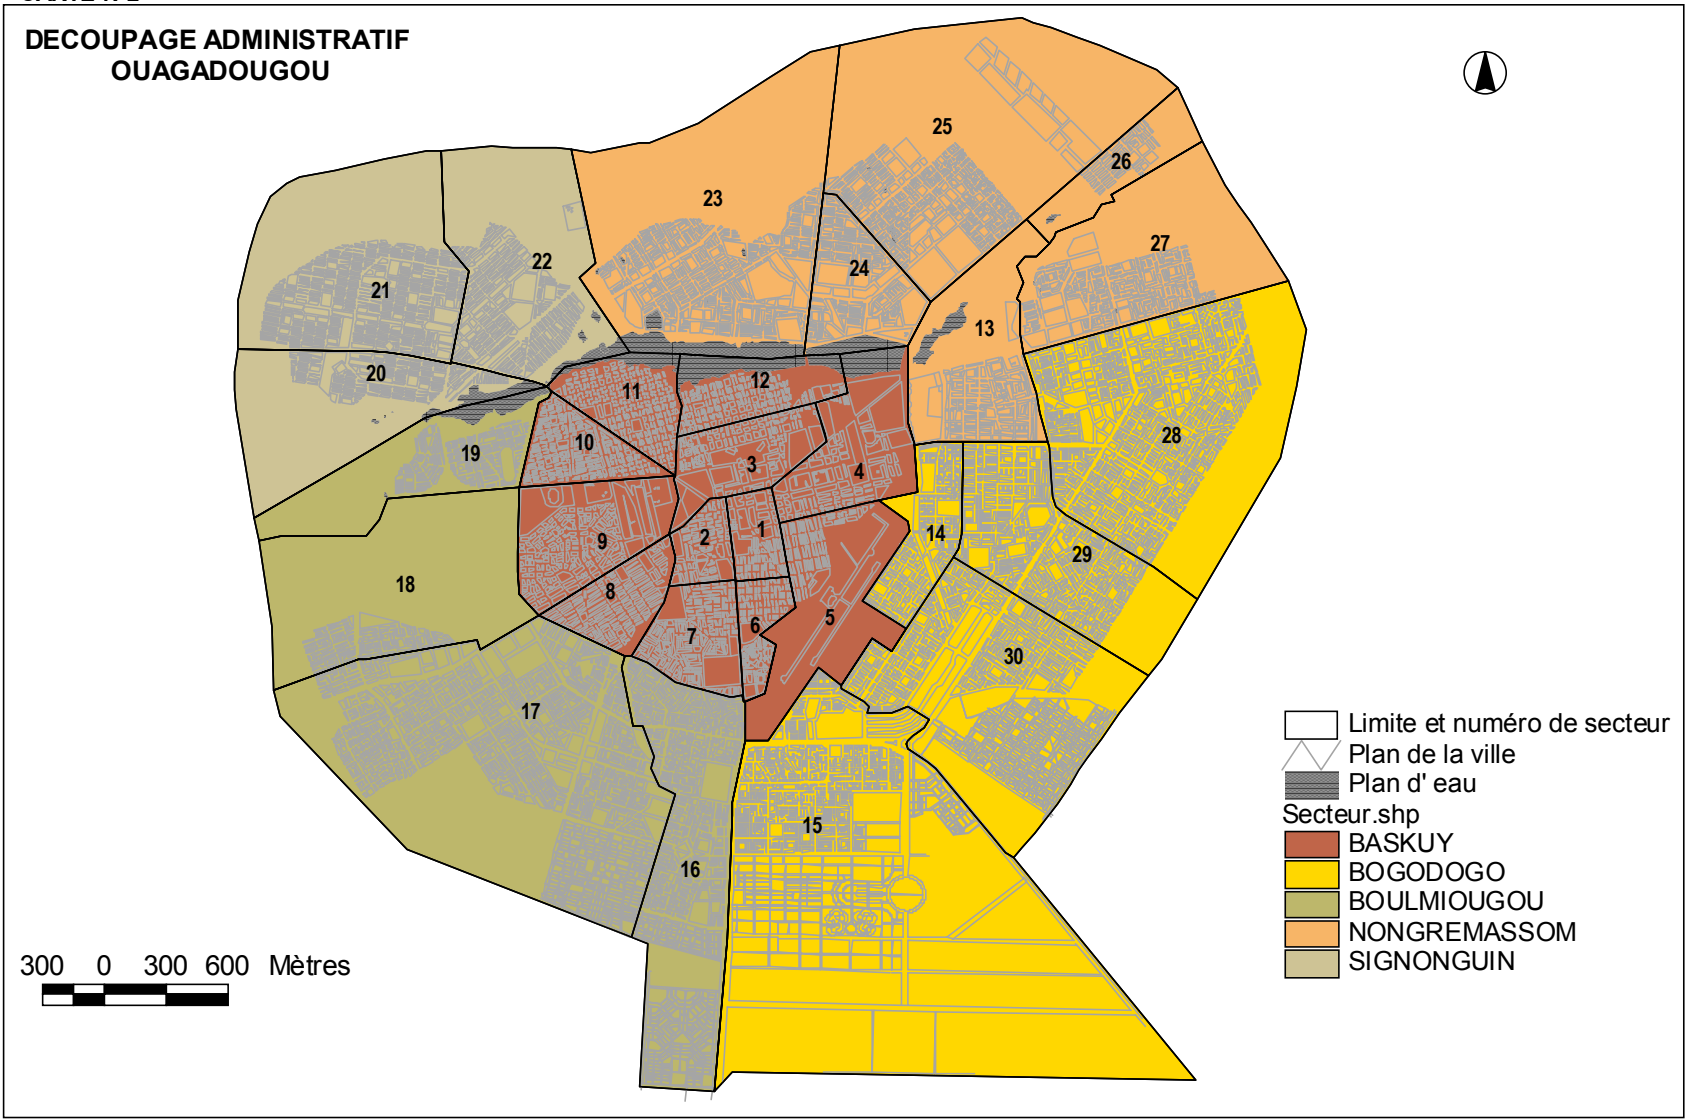 DECOUPAGE ADMINISTRATIF
OUAGADOUGOU
25
26
23
27
22
24
21
13
20
11
12
28
10
19
3
4
1
14
2
9
29
18
8
5
6
7
30
17
15
16
Limite et numéro de secteur
Plan de la ville
Plan d' eau
Secteur.shp
BASKUY
BOGODOGO
BOULMIOUGOU
NONGREMASSOM
SIGNONGUIN
300 0 300 600 Mètres